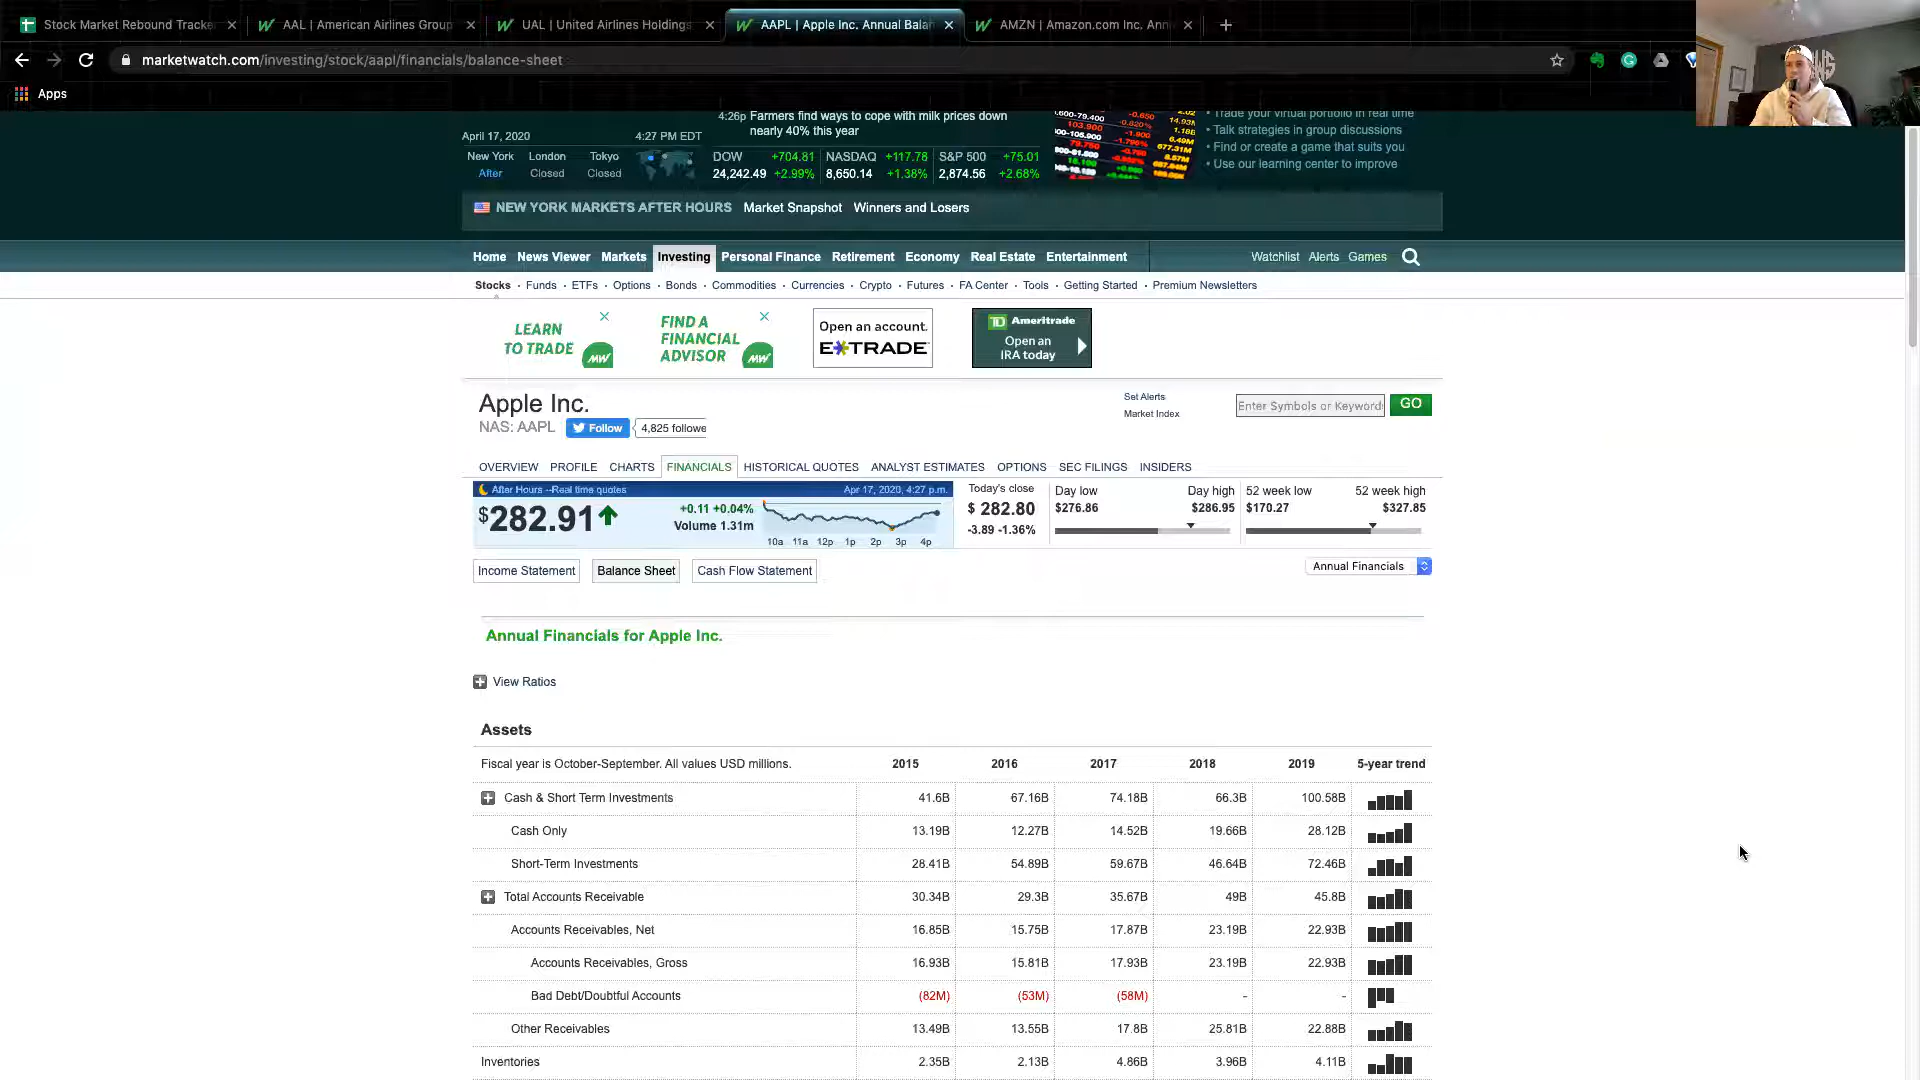 Stock Market Rebound Tracke
AAL | American Airlines Group
UAL | United Airlines Holdings
AAPL | Apple Inc. Annual Bala
AMZN | Amazon.com Inc. Ann
marketwatch.com/investing/stock/aapl/financials/balance-sheet
Apps
April 17, 2020 4:27 PM EDT
New York London Tokyo
After Closed Closed
4:26p Farmers find ways to cope with milk prices down
nearly 40% this year
DOW +704.81 NASDAQ +117.78 S&P 500 +75.01
24,242.49 +2.99% 8,650.14 +1.38% 2,874.56 +2.68%
• Trade your virtual portfolio in real time
• Talk strategies in group discussions
• Find or create a game that suits you
• Use our learning center to improve
NEW YORK MARKETS AFTER HOURS Market Snapshot Winners and Losers
Home News Viewer Markets Investing Personal Finance Retirement Economy Real Estate Entertainment Watchlist Alerts Games
Stocks • Funds • ETFs • Options • Bonds • Commodities • Currencies • Crypto • Futures • FA Center • Tools • Getting Started • Premium Newsletters
LEARN
TO TRADE
MW
FIND A
FINANCIAL
ADVISOR
MW
Open an account.
E*TRADE
TD Ameritrade
Open an
IRA today
Apple Inc.
NAS: AAPL
Follow
4,825 followe
Set Alerts
Market Index
Enter Symbols or Keyword
GO
OVERVIEW PROFILE CHARTS FINANCIALS HISTORICAL QUOTES ANALYST ESTIMATES OPTIONS SEC FILINGS INSIDERS
After Hours --Real time quotes Apr 17, 2020, 4:27 p.m.
$282.91
+0.11 +0.04%
Volume 1.31m
10a 11a 12p 1p 2p 3p 4p
Today's close
$ 282.80
-3.89 -1.36%
Day low Day high
$276.86 $286.95
52 week low 52 week high
$170.27 $327.85
Income Statement Balance Sheet Cash Flow Statement
Annual Financials
Annual Financials for Apple Inc.
View Ratios
Assets
Fiscal year is October-September. All values USD millions. 2015 2016 2017 2018 2019 5-year trend
Cash & Short Term Investments 41.6B 67.16B 74.18B 66.3B 100.58B
Cash Only 13.19B 12.27B 14.52B 19.66B 28.12B
Short-Term Investments 28.41B 54.89B 59.67B 46.64B 72.46B
Total Accounts Receivable 30.34B 29.3B 35.67B 49B 45.8B
Accounts Receivables, Net 16.85B 15.75B 17.87B 23.19B 22.93B
Accounts Receivables, Gross 16.93B 15.81B 17.93B 23.19B 22.93B
Bad Debt/Doubtful Accounts (82M) (53M) (58M) - -
Other Receivables 13.49B 13.55B 17.8B 25.81B 22.88B
Inventories 2.35B 2.13B 4.86B 3.96B 4.11B